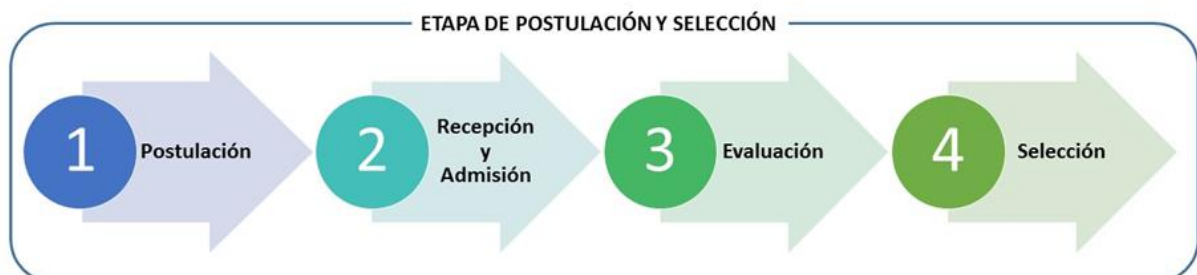 ETAPA DE POSTULACIÓN Y SELECCIÓN
1
Postulación
2
Recepción
y
Admisión
3
Evaluación
4
Selección